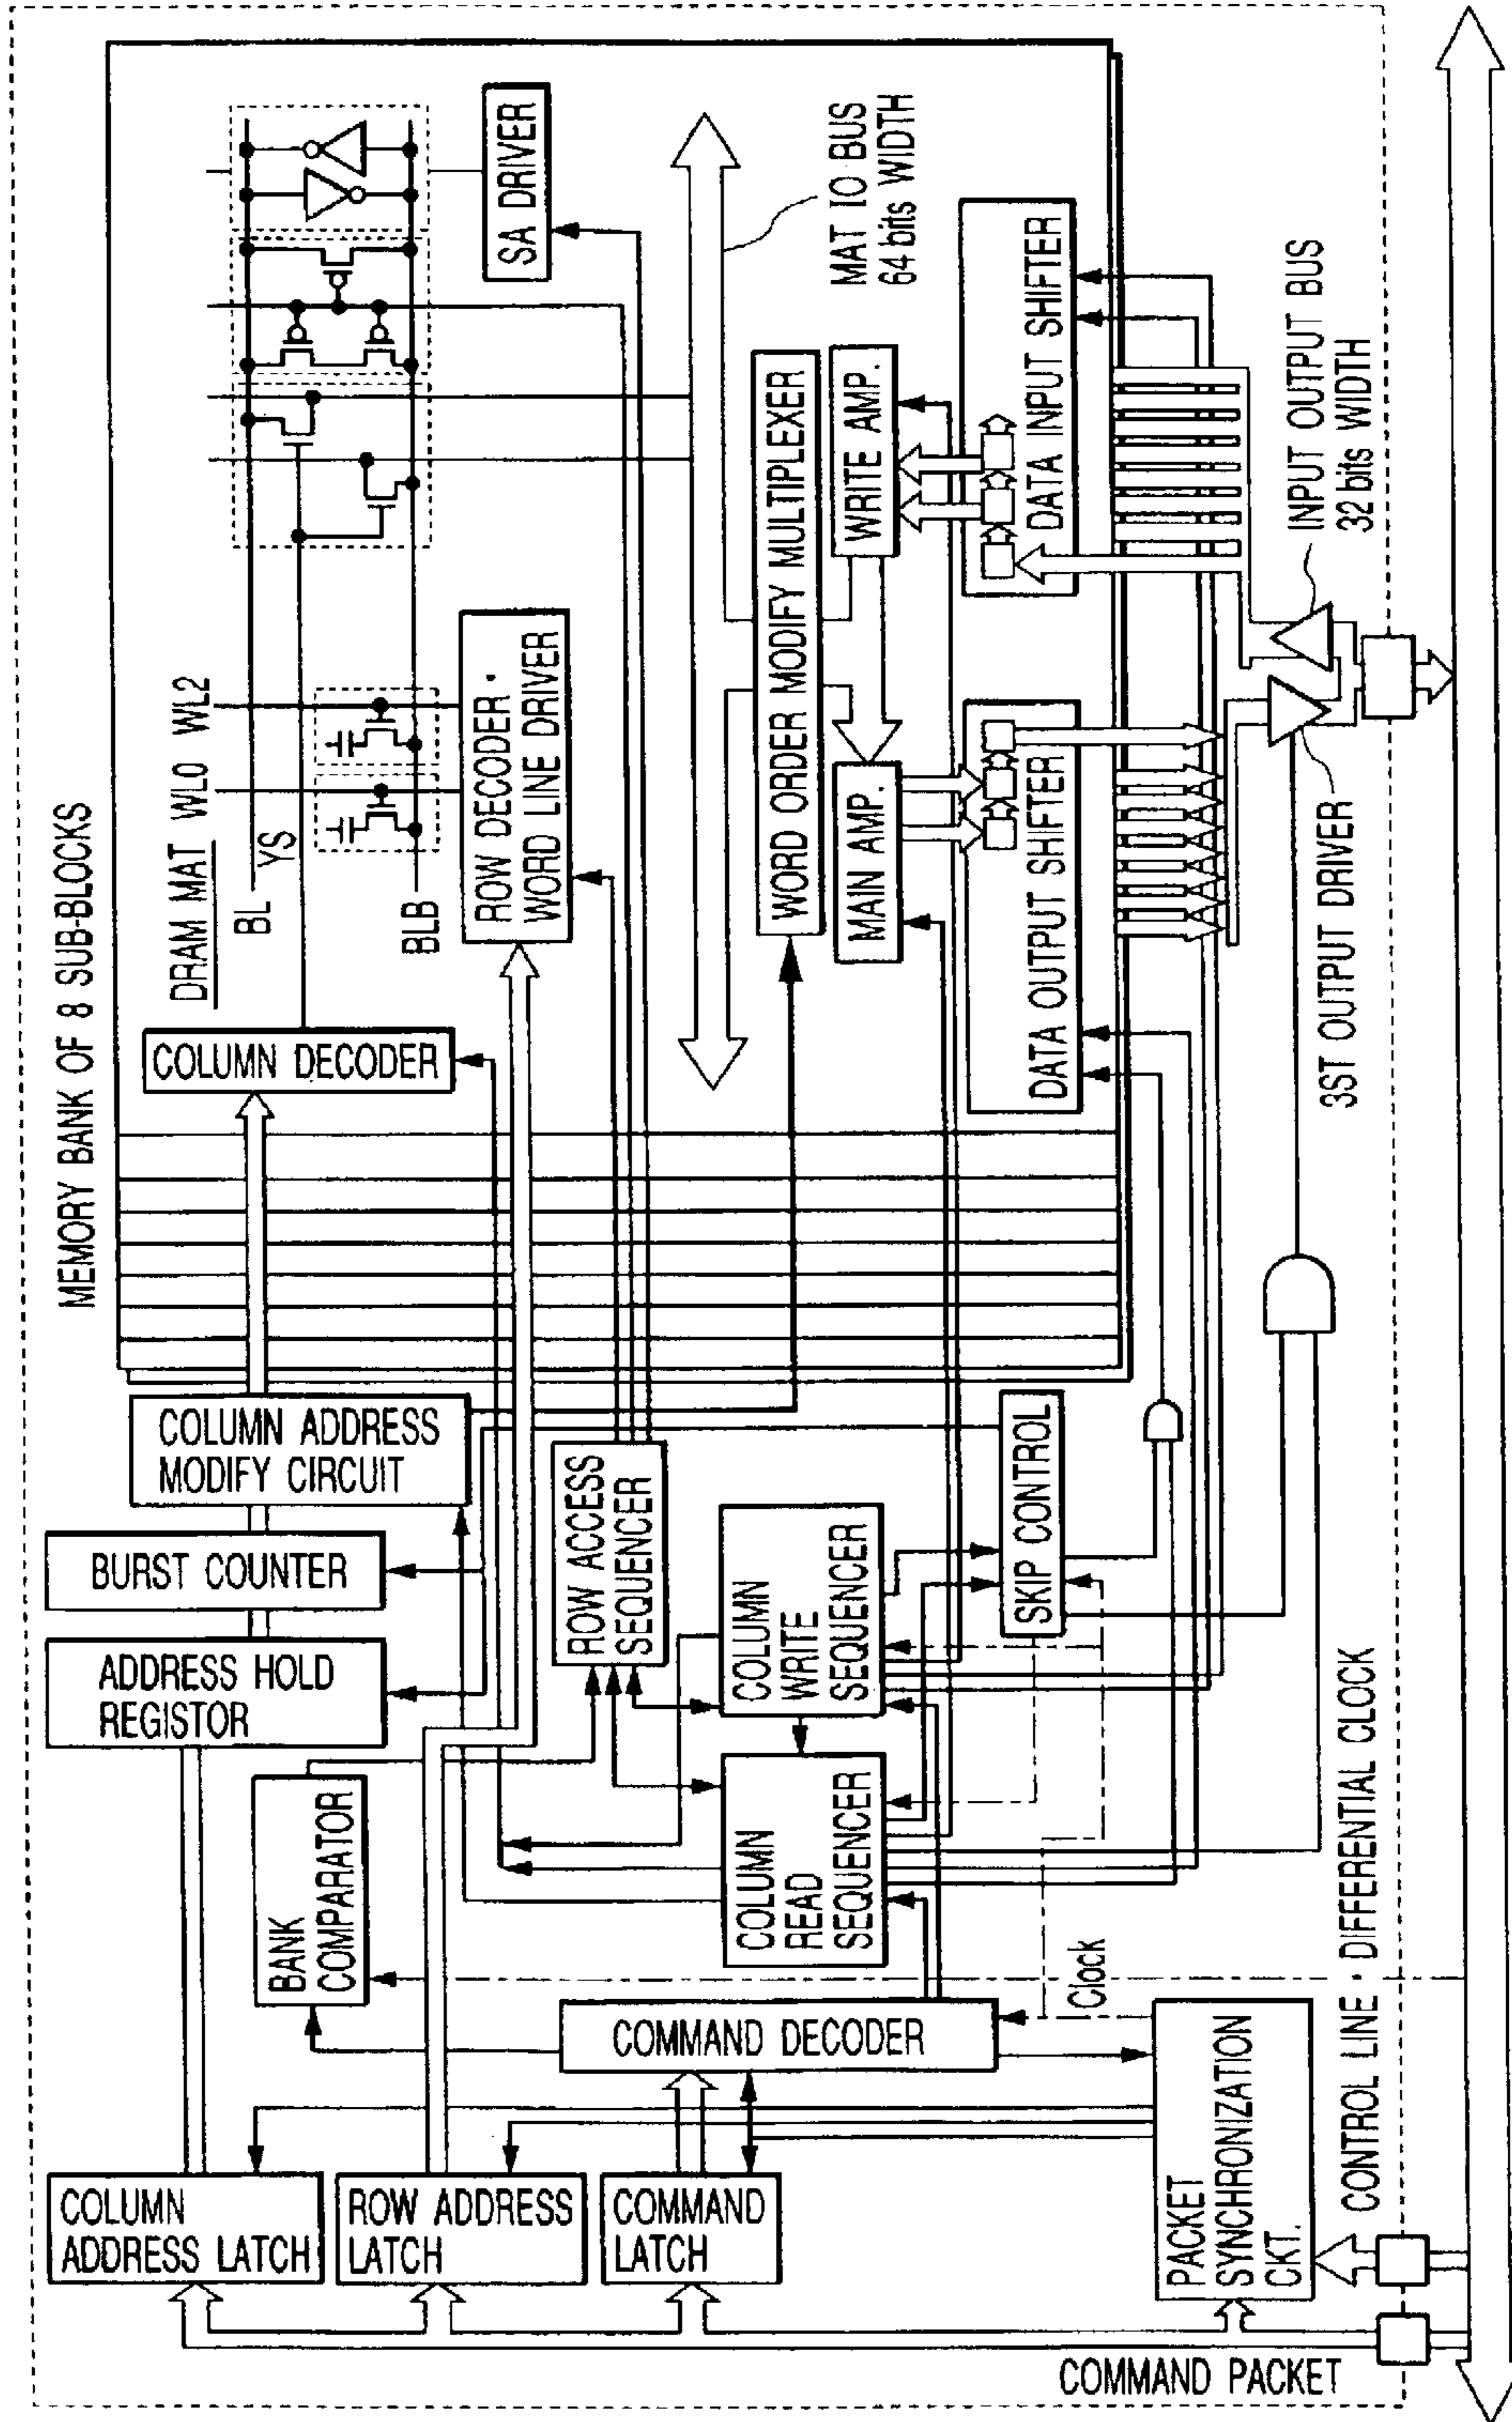 MEMORY BANK OF 8 SUB-BLOCKS
COLUMN
ADDRESS LATCH
ROW ADDRESS
LATCH
COMMAND
LATCH
PACKET
SYNCHRONIZATION
CKT.
COMMAND PACKET
CONTROL LINE · DIFFERENTIAL CLOCK
COMMAND DECODER
Clock
BANK
COMPARATOR
ADDRESS HOLD
REGISTOR
BURST COUNTER
COLUMN ADDRESS
MODIFY CIRCUIT
ROW ACCESS
SEQUENCER
COLUMN
READ
SEQUENCER
COLUMN
WRITE
SEQUENCER
SKIP CONTROL
COLUMN DECODER
DRAM MAT
WL0 WL2
BL
YS
BLB
ROW DECODER ·
WORD LINE DRIVER
SA DRIVER
WORD ORDER MODIFY MULTIPLEXER
MAT IO BUS
64 bits WIDTH
MAIN AMP.
WRITE AMP.
DATA OUTPUT SHIFTER
DATA INPUT SHIFTER
3ST OUTPUT DRIVER
INPUT OUTPUT BUS
32 bits WIDTH